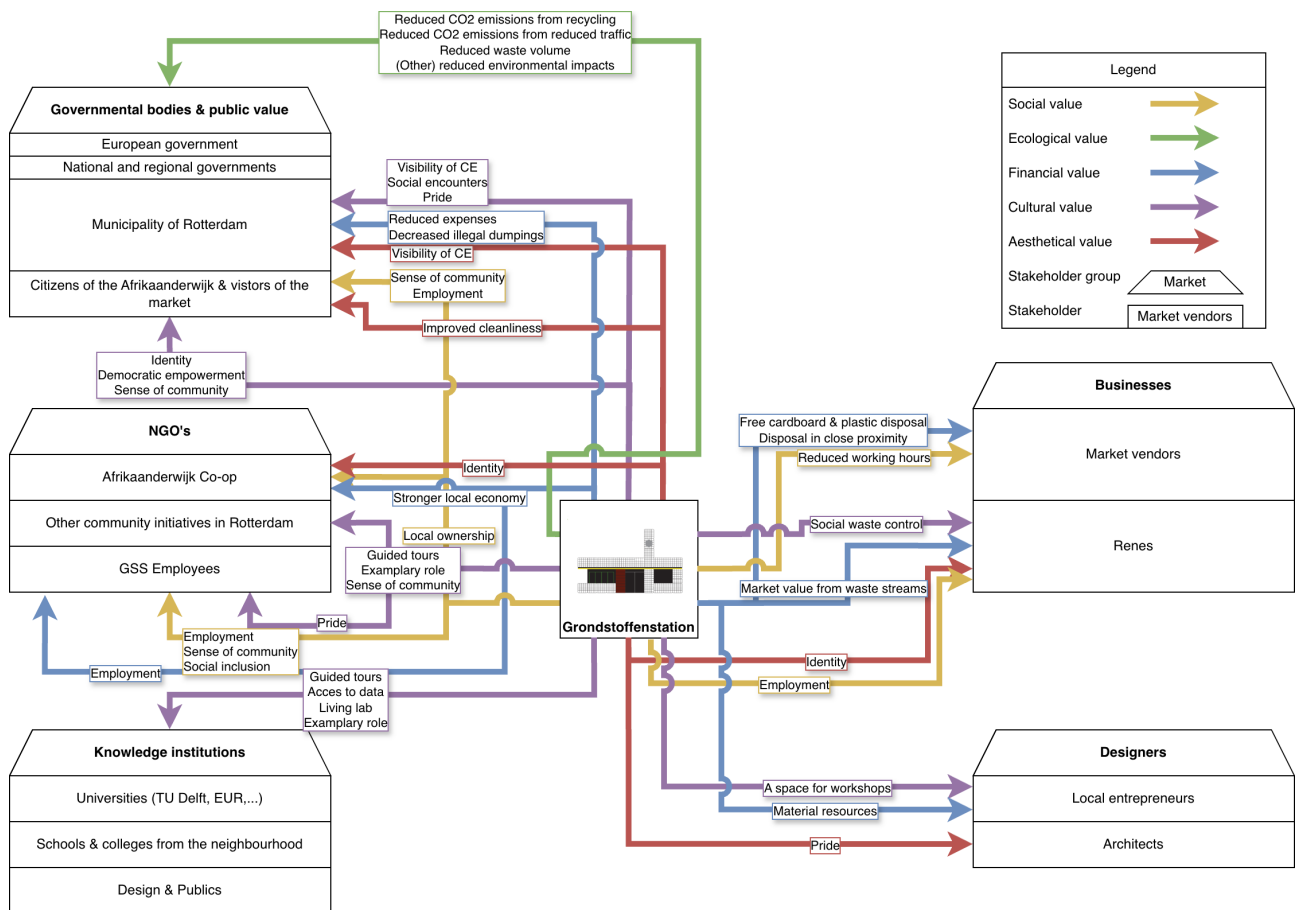 Reduced CO2 emissions from recycling
Reduced CO2 emissions from reduced traffic
Reduced waste volume
(Other) reduced environmental impacts
Legend
Social value
Ecological value
Financial value
Cultural value
Aesthetical value
Stakeholder group
Market
Stakeholder
Market vendors
Governmental bodies & public value
European government
National and regional governments
Municipality of Rotterdam
Citizens of the Afrikaanderwijk & vistors of the
market
Visibility of CE
Social encounters
Pride
Reduced expenses
Decreased illegal dumpings
Visibility of CE
Sense of community
Employment
Improved cleanliness
Identity
Democratic empowerment
Sense of community
NGO's
Afrikaanderwijk Co-op
Other community initiatives in Rotterdam
GSS Employees
Identity
Stronger local economy
Local ownership
Guided tours
Examplary role
Sense of community
Pride
Employment
Sense of community
Social inclusion
Employment
Guided tours
Acces to data
Living lab
Examplary role
Knowledge institutions
Universities (TU Delft, EUR,...)
Schools & colleges from the neighbourhood
Design & Publics
Grondstoffenstation
Businesses
Market vendors
Renes
Free cardboard & plastic disposal
Disposal in close proximity
Reduced working hours
Social waste control
Market value from waste streams
Identity
Employment
Designers
Local entrepreneurs
Architects
A space for workshops
Material resources
Pride